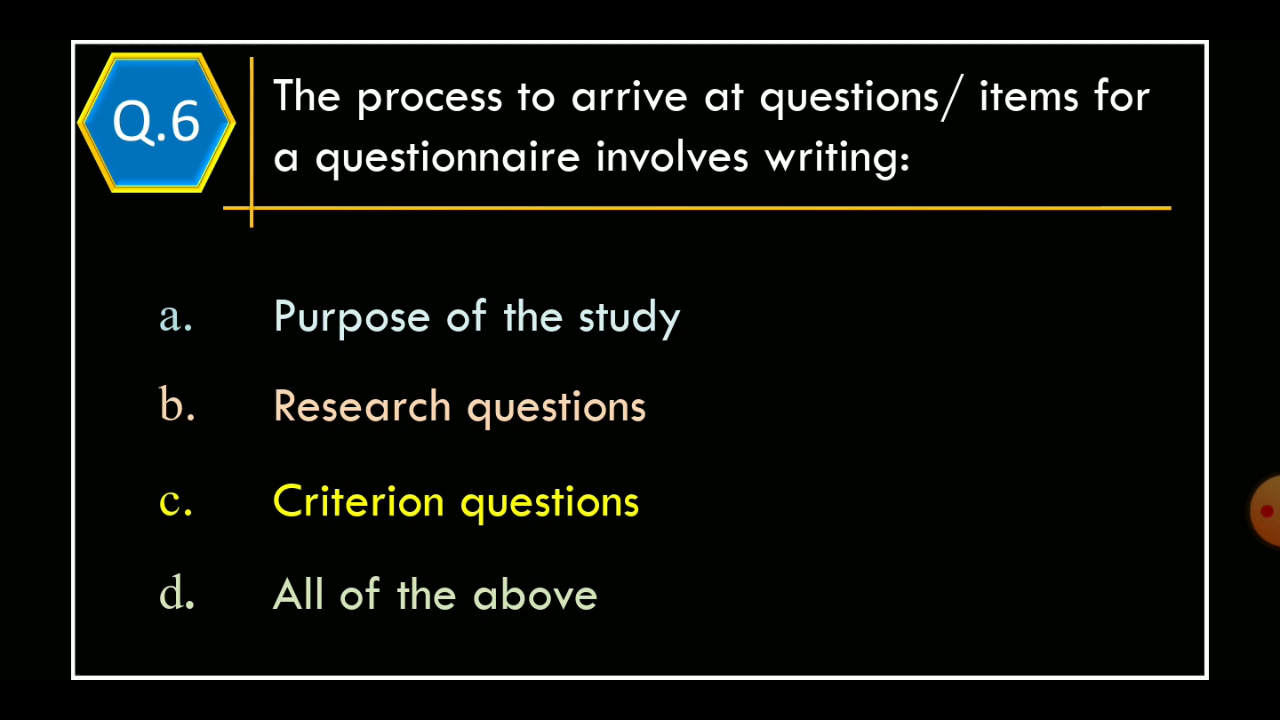 Q.6
The process to arrive at questions/ items for
a questionnaire involves writing:
a. Purpose of the study
b. Research questions
c. Criterion questions
d. All of the above